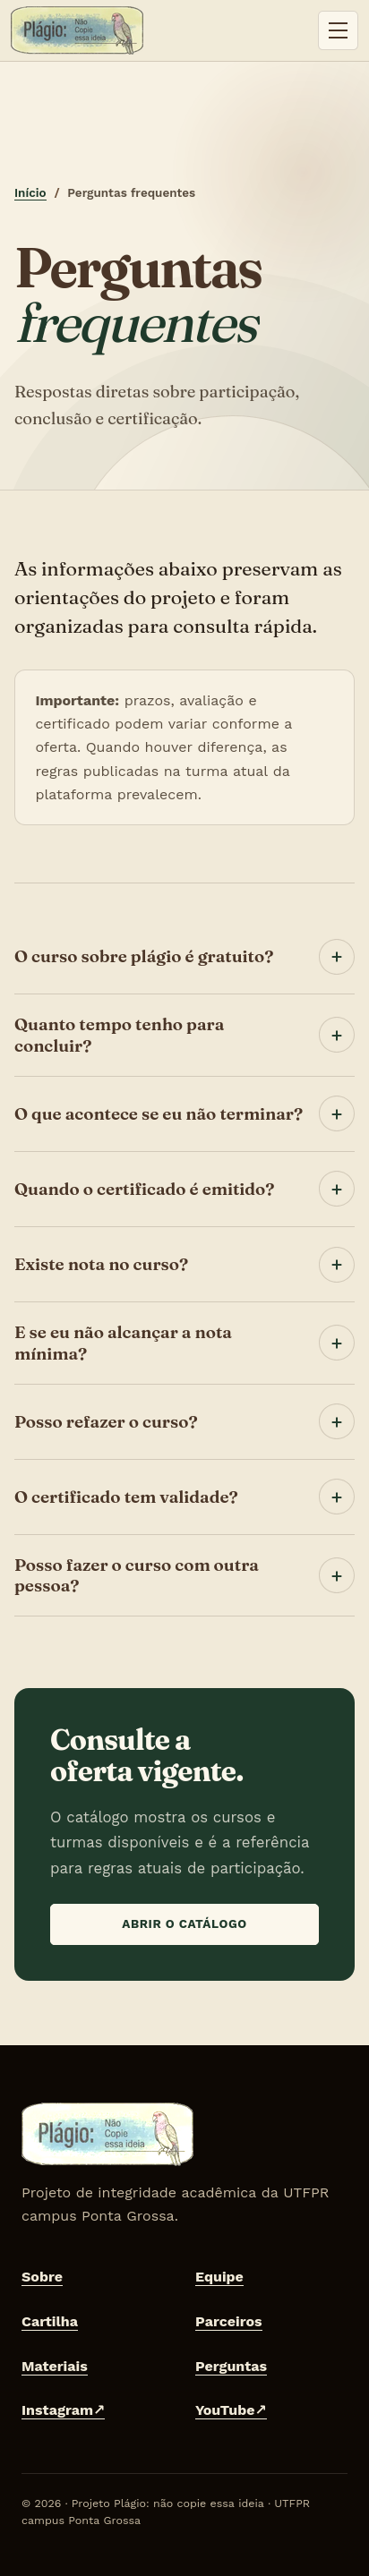 Plágio:
Não
Copie
essa ideia
Início / Perguntas frequentes
Perguntas
frequentes
Respostas diretas sobre participação,
conclusão e certificação.
As informações abaixo preservam as
orientações do projeto e foram
organizadas para consulta rápida.
Importante: prazos, avaliação e
certificado podem variar conforme a
oferta. Quando houver diferença, as
regras publicadas na turma atual da
plataforma prevalecem.
O curso sobre plágio é gratuito? +
Quanto tempo tenho para
concluir? +
O que acontece se eu não terminar? +
Quando o certificado é emitido? +
Existe nota no curso? +
E se eu não alcançar a nota
mínima? +
Posso refazer o curso? +
O certificado tem validade? +
Posso fazer o curso com outra
pessoa? +
Consulte a
oferta vigente.
O catálogo mostra os cursos e
turmas disponíveis e é a referência
para regras atuais de participação.
ABRIR O CATÁLOGO
Plágio:
Não
Copie
essa ideia
Projeto de integridade acadêmica da UTFPR
campus Ponta Grossa.
Sobre Equipe
Cartilha Parceiros
Materiais Perguntas
Instagram↗ YouTube↗
© 2026 · Projeto Plágio: não copie essa ideia · UTFPR
campus Ponta Grossa